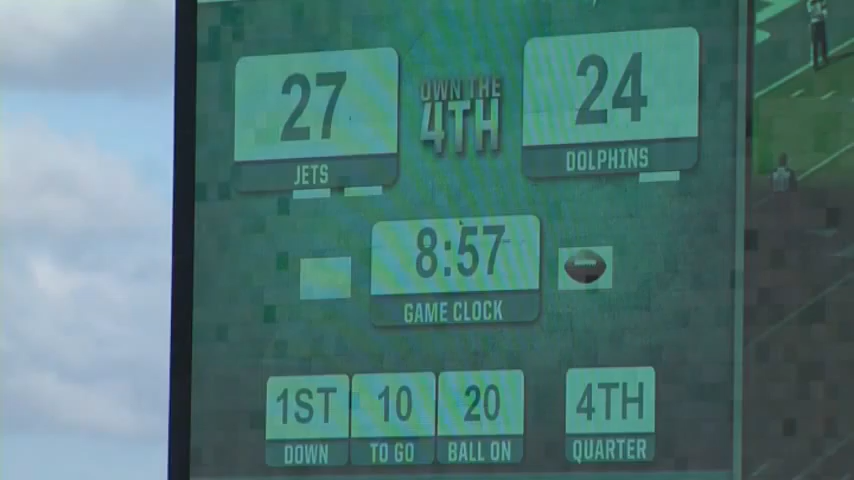 27
OWN THE
4TH
24
JETS
DOLPHINS
8:57
GAME CLOCK
1ST
10
20
4TH
DOWN
TO GO
BALL ON
QUARTER